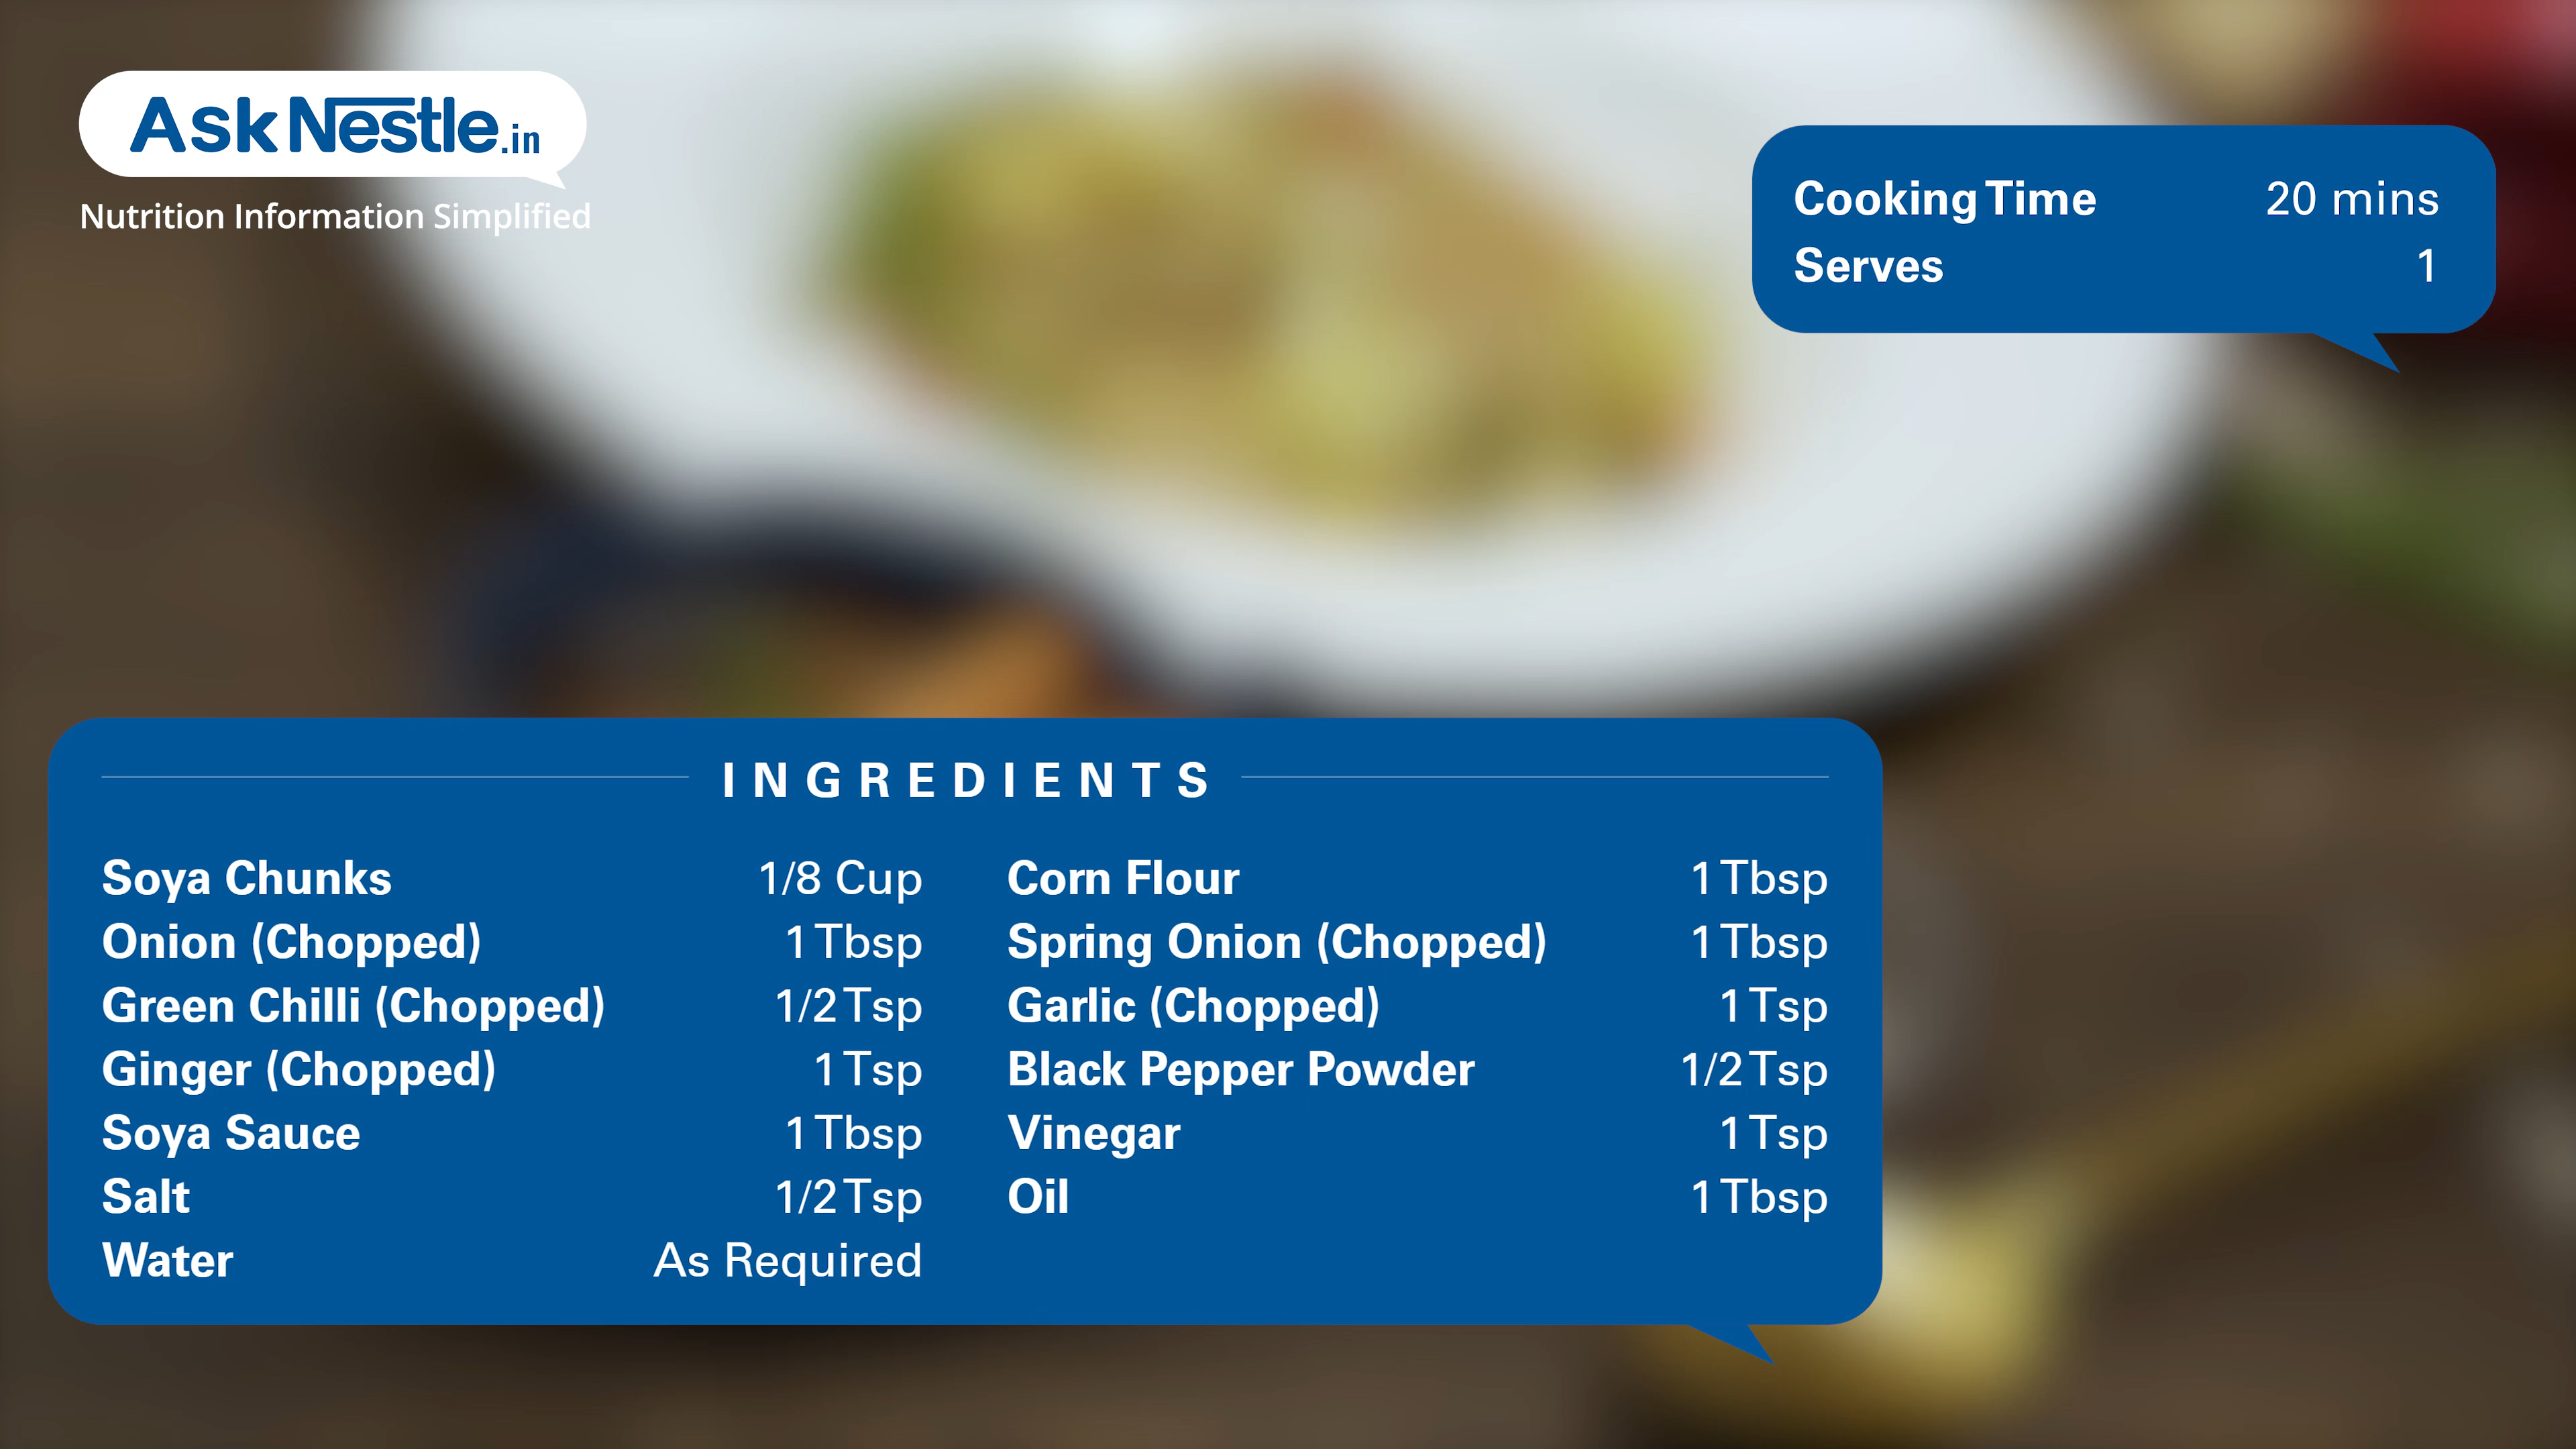 Ask Nestle.in
Nutrition Information Simplified
Cooking Time 20 mins
Serves 1
INGREDIENTS
Soya Chunks 1/8 Cup
Onion (Chopped) 1 Tbsp
Green Chilli (Chopped) 1/2 Tsp
Ginger (Chopped) 1 Tsp
Soya Sauce 1 Tbsp
Salt 1/2 Tsp
Water As Required
Corn Flour 1 Tbsp
Spring Onion (Chopped) 1 Tbsp
Garlic (Chopped) 1 Tsp
Black Pepper Powder 1/2 Tsp
Vinegar 1 Tsp
Oil 1 Tbsp